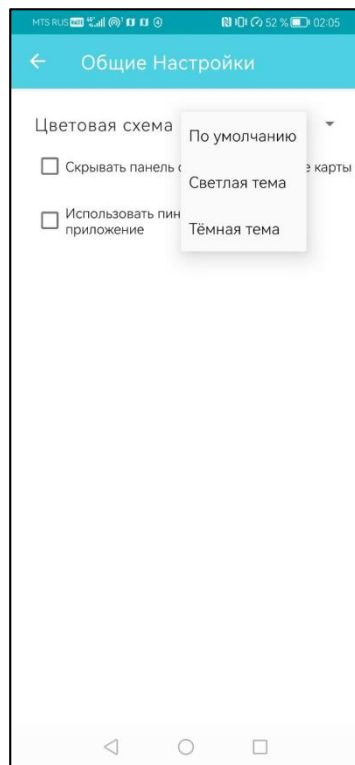 MTS RUS 52 % 02:05
Общие Настройки
Цветовая схема
По умолчанию
Скрывать панель е карты
Светлая тема
Использовать пин
приложение
Тёмная тема